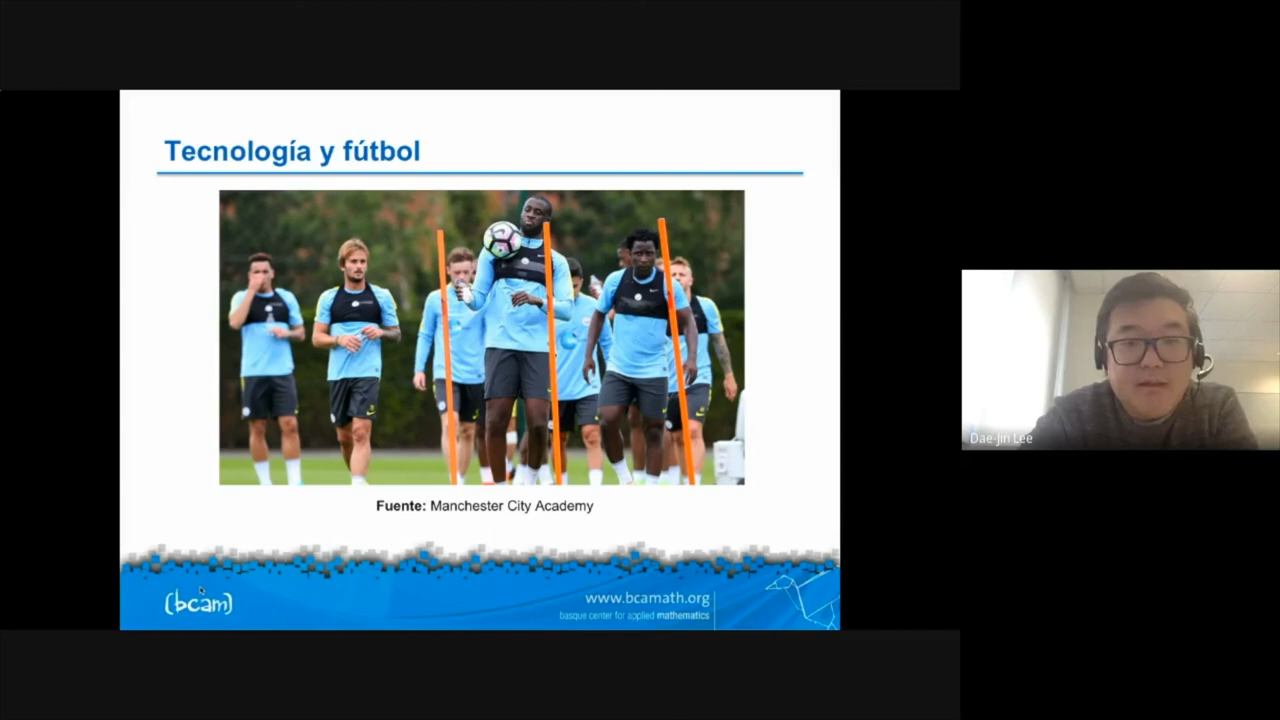 Tecnología y fútbol
Fuente: Manchester City Academy
(bcam)
www.bcamath.org
basque center for applied mathematics
Dae-Jin Lee